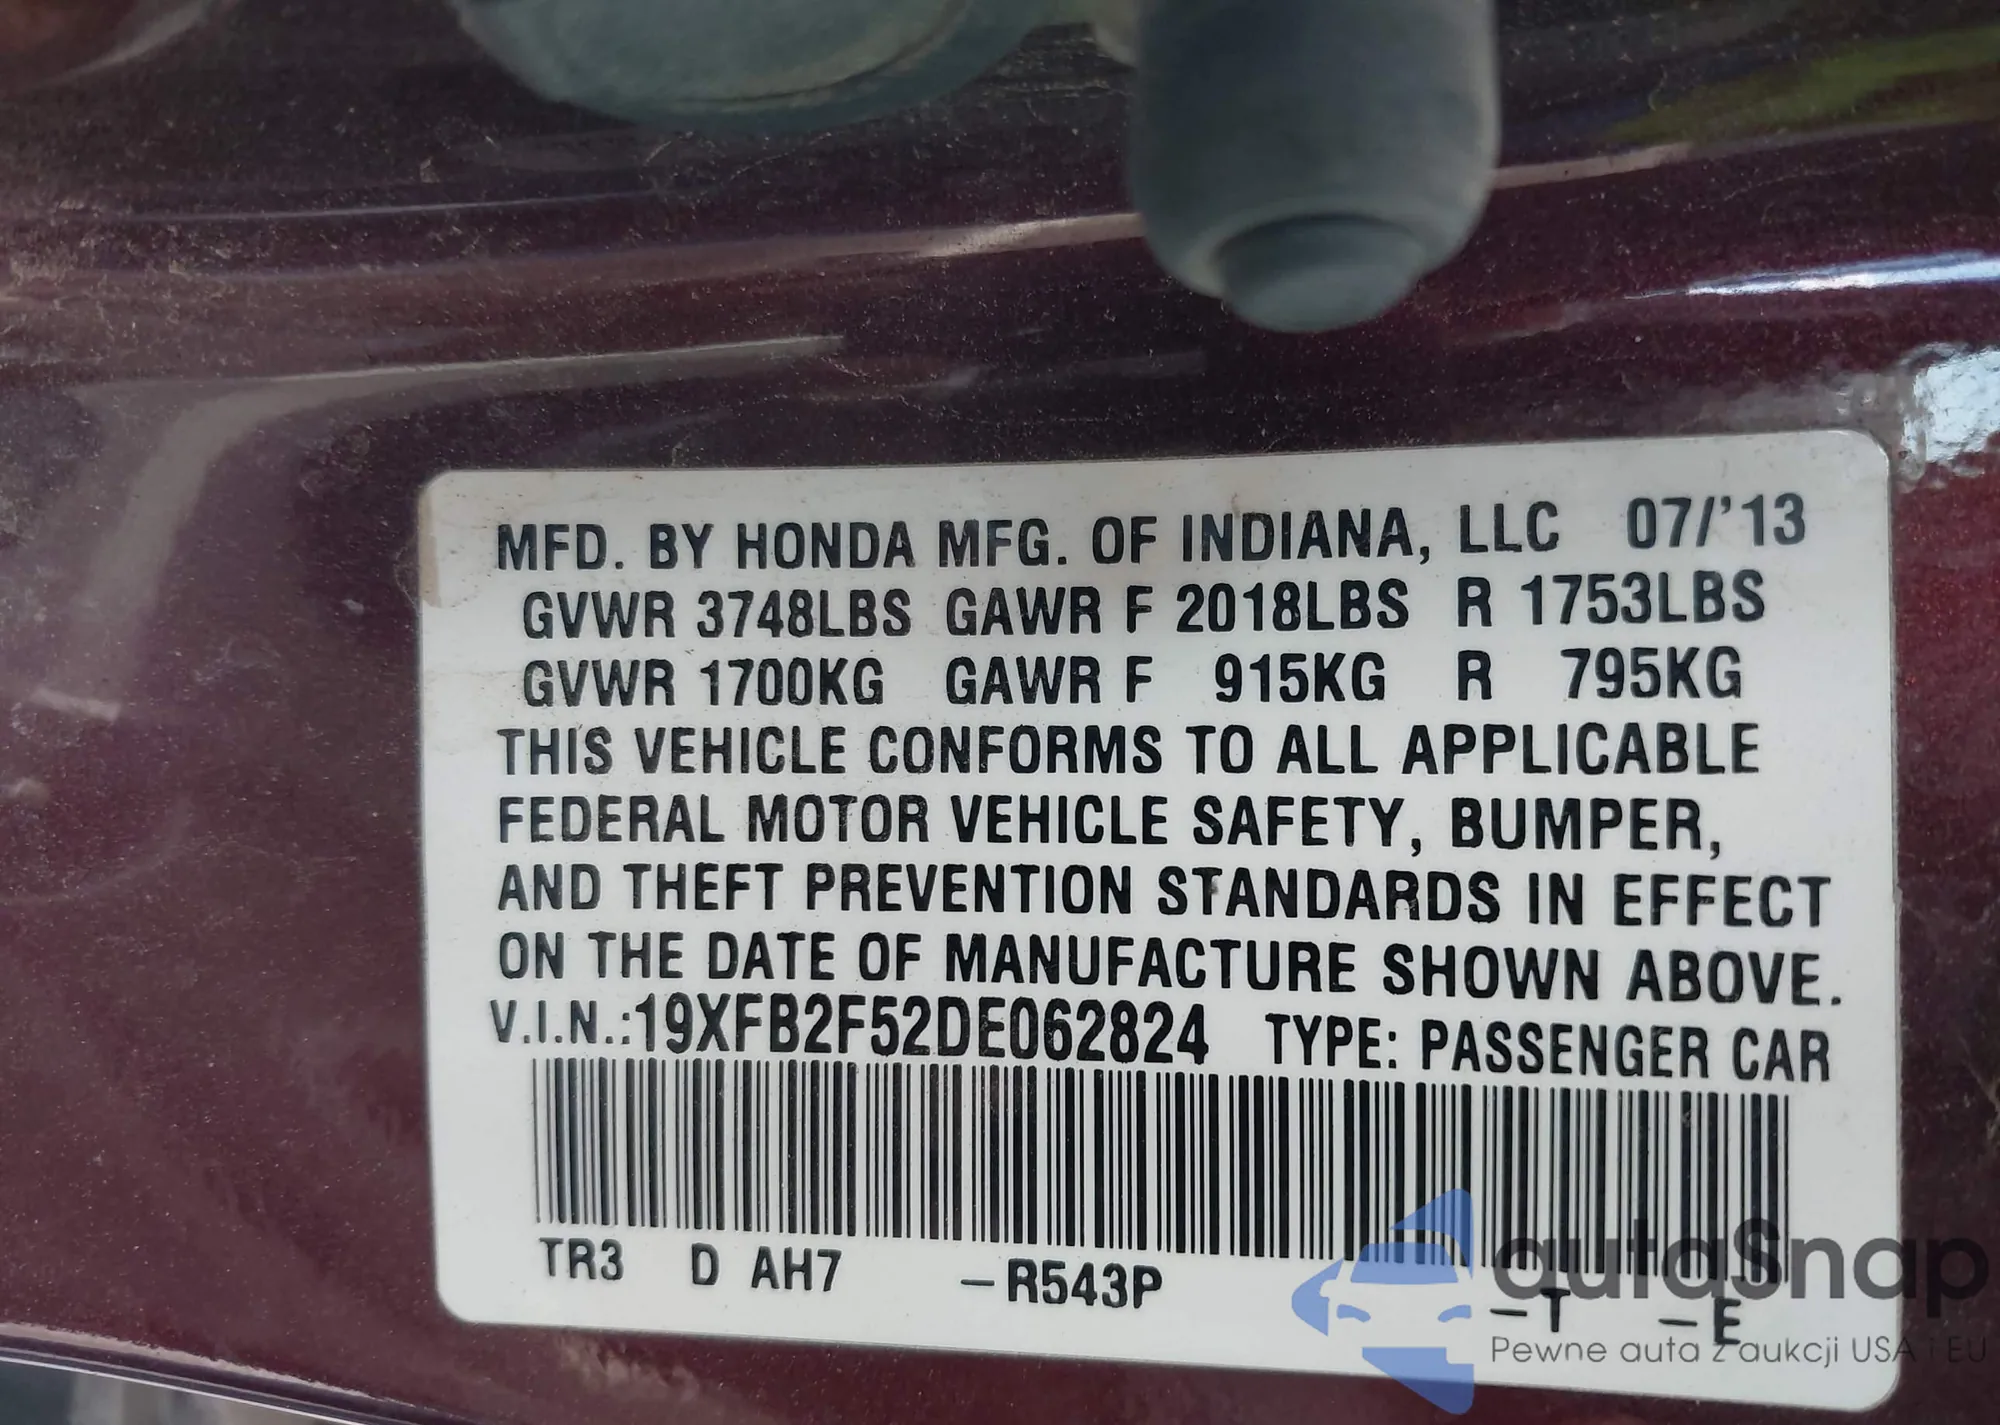 MFD. BY HONDA MFG. OF INDIANA, LLC 07/'13
GVWR 3748LBS GAWR F 2018LBS R 1753LBS
GVWR 1700KG GAWR F 915KG R 795KG
THIS VEHICLE CONFORMS TO ALL APPLICABLE
FEDERAL MOTOR VEHICLE SAFETY, BUMPER,
AND THEFT PREVENTION STANDARDS IN EFFECT
ON THE DATE OF MANUFACTURE SHOWN ABOVE.
V.I.N.:19XFB2F52DE062824 TYPE: PASSENGER CAR
TR3 D AH7 –R543P –T –E
autaSnap
Pewne auta z aukcji USA i EU